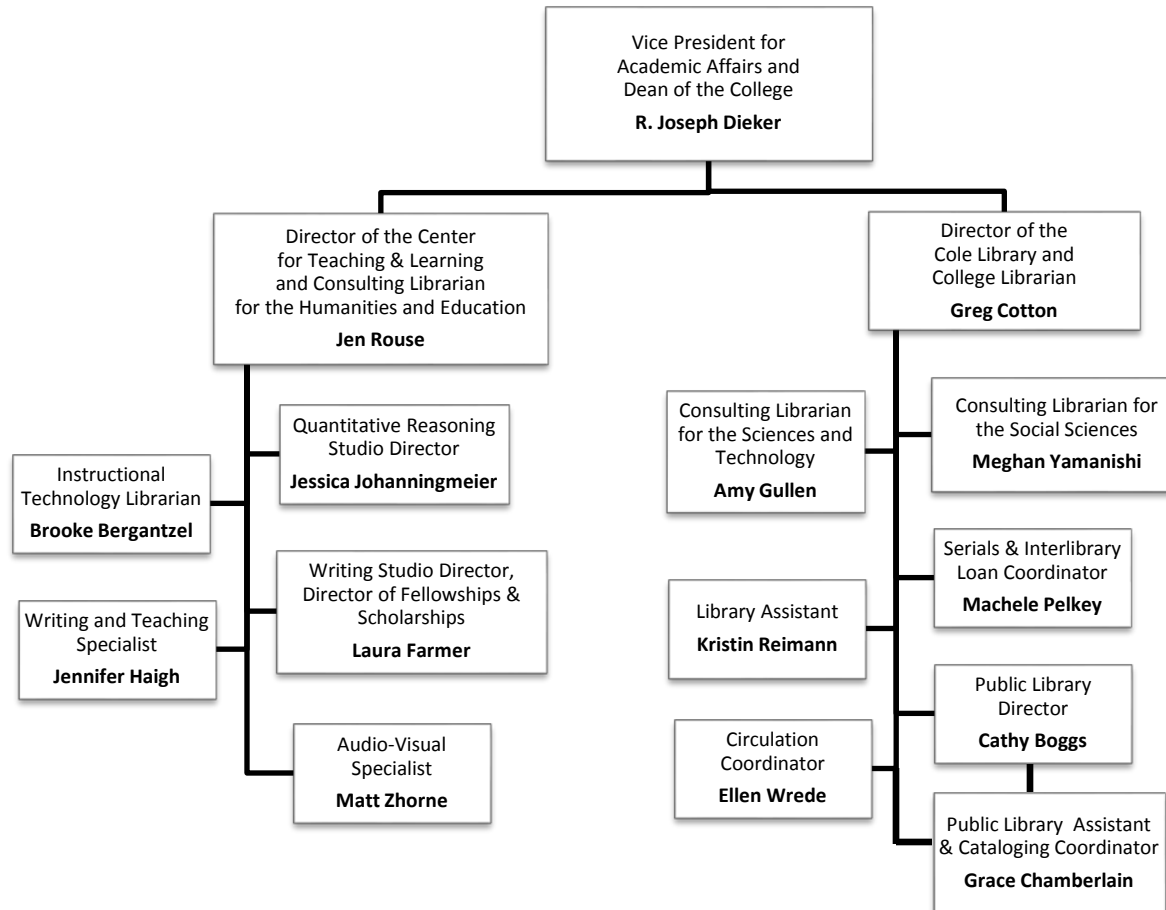 Vice President for
Academic Affairs and
Dean of the College
R. Joseph Dieker
Director of the Center
for Teaching & Learning
and Consulting Librarian
for the Humanities and Education
Jen Rouse
Director of the
Cole Library and
College Librarian
Greg Cotton
Quantitative Reasoning
Studio Director
Jessica Johanningmeier
Instructional
Technology Librarian
Brooke Bergantzel
Writing Studio Director,
Director of Fellowships &
Scholarships
Laura Farmer
Writing and Teaching
Specialist
Jennifer Haigh
Audio-Visual
Specialist
Matt Zhorne
Consulting Librarian
for the Sciences and
Technology
Amy Gullen
Consulting Librarian for
the Social Sciences
Meghan Yamanishi
Serials & Interlibrary
Loan Coordinator
Machele Pelkey
Library Assistant
Kristin Reimann
Public Library
Director
Cathy Boggs
Circulation
Coordinator
Ellen Wrede
Public Library Assistant
& Cataloging Coordinator
Grace Chamberlain